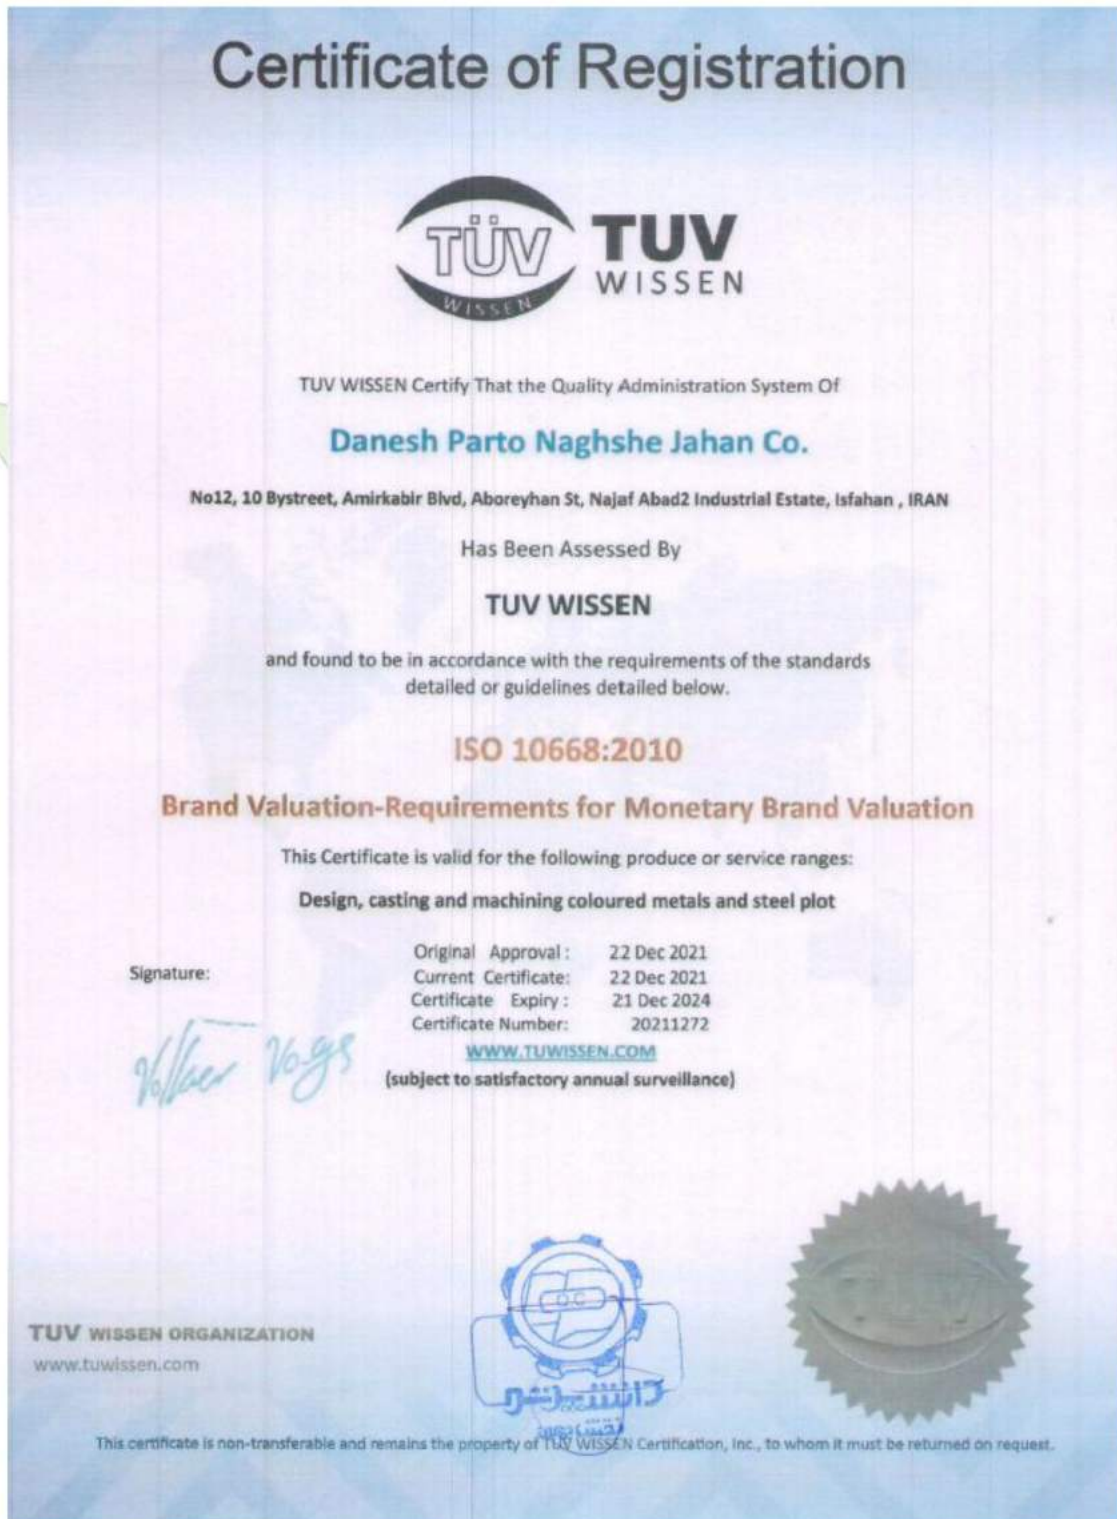 Certificate of Registration
TÜV
WISSEN
TUV
WISSEN
TUV WISSEN Certify That the Quality Administration System Of
Danesh Parto Naghshe Jahan Co.
No12, 10 Bystreet, Amirkabir Blvd, Aboreyhan St, Najaf Abad2 Industrial Estate, Isfahan , IRAN
Has Been Assessed By
TUV WISSEN
and found to be in accordance with the requirements of the standards
detailed or guidelines detailed below.
ISO 10668:2010
Brand Valuation-Requirements for Monetary Brand Valuation
This Certificate is valid for the following produce or service ranges:
Design, casting and machining coloured metals and steel plot
Signature:
Original Approval : 22 Dec 2021
Current Certificate: 22 Dec 2021
Certificate Expiry : 21 Dec 2024
Certificate Number: 20211272
WWW.TUWISSEN.COM
(subject to satisfactory annual surveillance)
TUV WISSEN ORGANIZATION
www.tuwissen.com
This certificate is non-transferable and remains the property of TUV WISSEN Certification, Inc., to whom it must be returned on request.